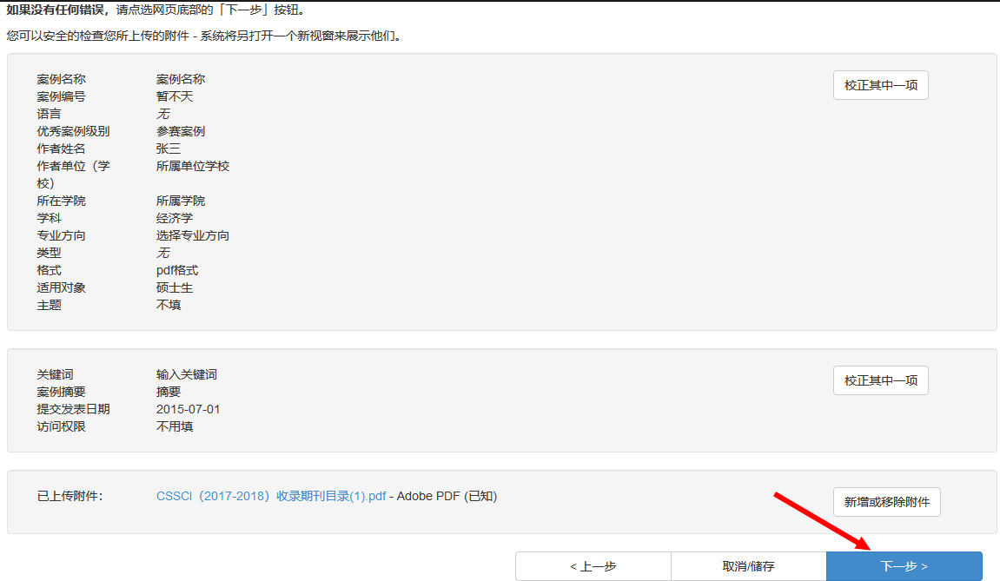 如果没有任何错误，请点选网页底部的「下一步」按钮。
您可以安全的检查您所上传的附件 - 系统将另打开一个新视窗来展示他们。
案例名称 案例名称 校正其中一项
案例编号 暂不天
语言 无
优秀案例级别 参赛案例
作者姓名 张三
作者单位（学 所属单位学校
校）
所在学院 所属学院
学科 经济学
专业方向 选择专业方向
类型 无
格式 pdf格式
适用对象 硕士生
主题 不填
关键词 输入关键词 校正其中一项
案例摘要 摘要
提交发表日期 2015-07-01
访问权限 不用填
已上传附件： CSSCI（2017-2018）收录期刊目录(1).pdf - Adobe PDF (已知) 新增或移除附件
< 上一步 取消/储存 下一步 >